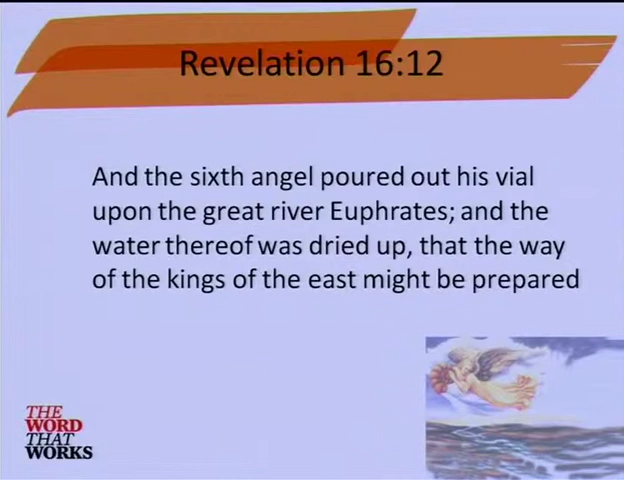 Revelation 16:12
And the sixth angel poured out his vial
upon the great river Euphrates; and the
water thereof was dried up, that the way
of the kings of the east might be prepared
THE
WORD
THAT
WORKS